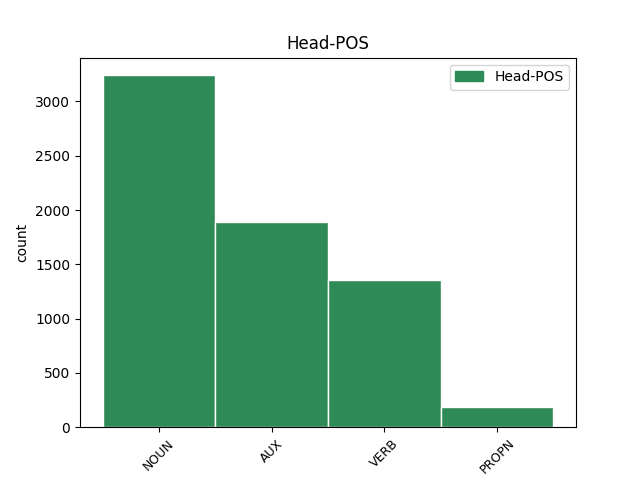 Head-POS
Head-POS
count
3000
2500
2000
1500
1000
500
0
NOUN
AUX
VERB
PROPN